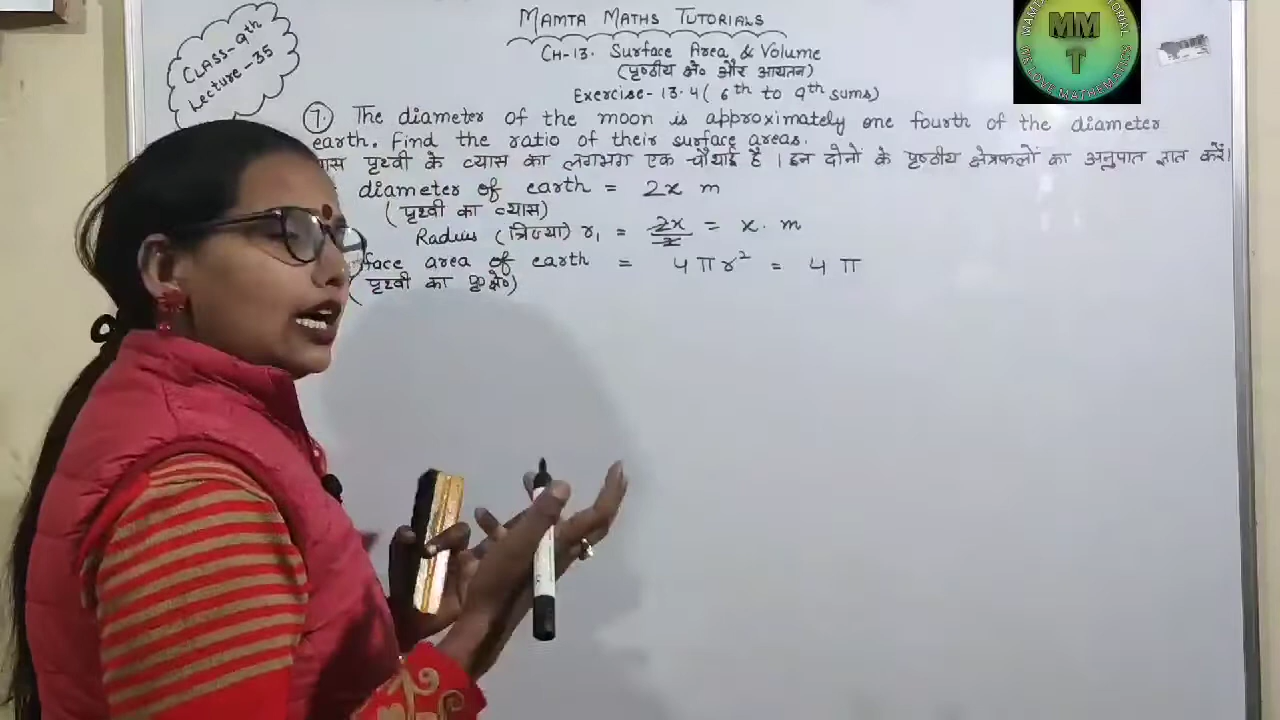 CLASS-9th
Lecture-35
MAMTA MATHS TUTORIALS
CH-13. Surface Area & Volume
(पृष्ठीय क्षे० और आयतन)
Exercise-13.4 ( 6th to 9th sums)
MM
T
7. The diameter of the moon is approximately one fourth of the diameter
earth. Find the ratio of their surface areas.
पृथ्वी के व्यास का लगभग एक चौथाई है । इन दोनों के पृष्ठीय क्षेत्रफलों का अनुपात ज्ञात करें।
diameter of earth = 2x m
(पृथ्वी का व्यास)
Radius (त्रिज्या) r₁ = 2x/2 = x. m
face area of earth = 4πr² = 4π
(पृथ्वी का पृ० क्षे०)